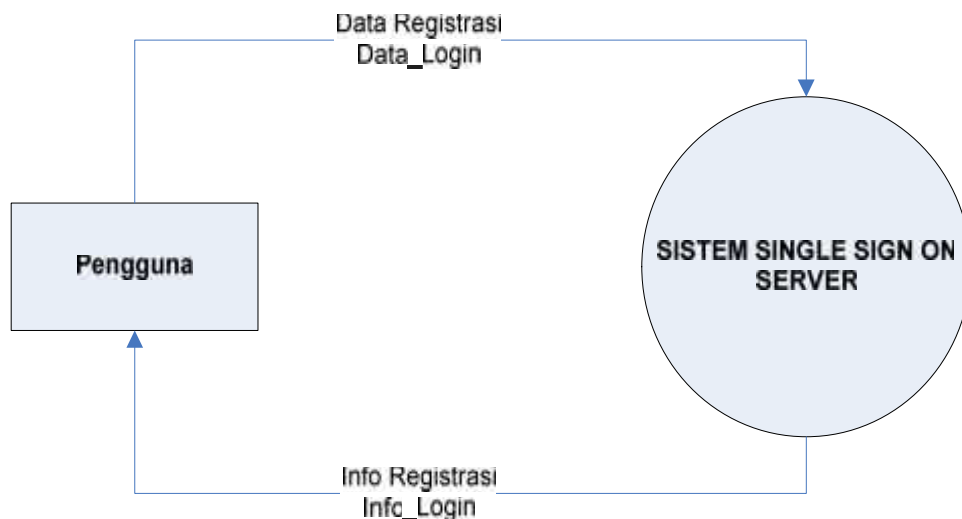 Data Registrasi
Data_Login
Pengguna
SISTEM SINGLE SIGN ON
SERVER
Info Registrasi
Info_Login